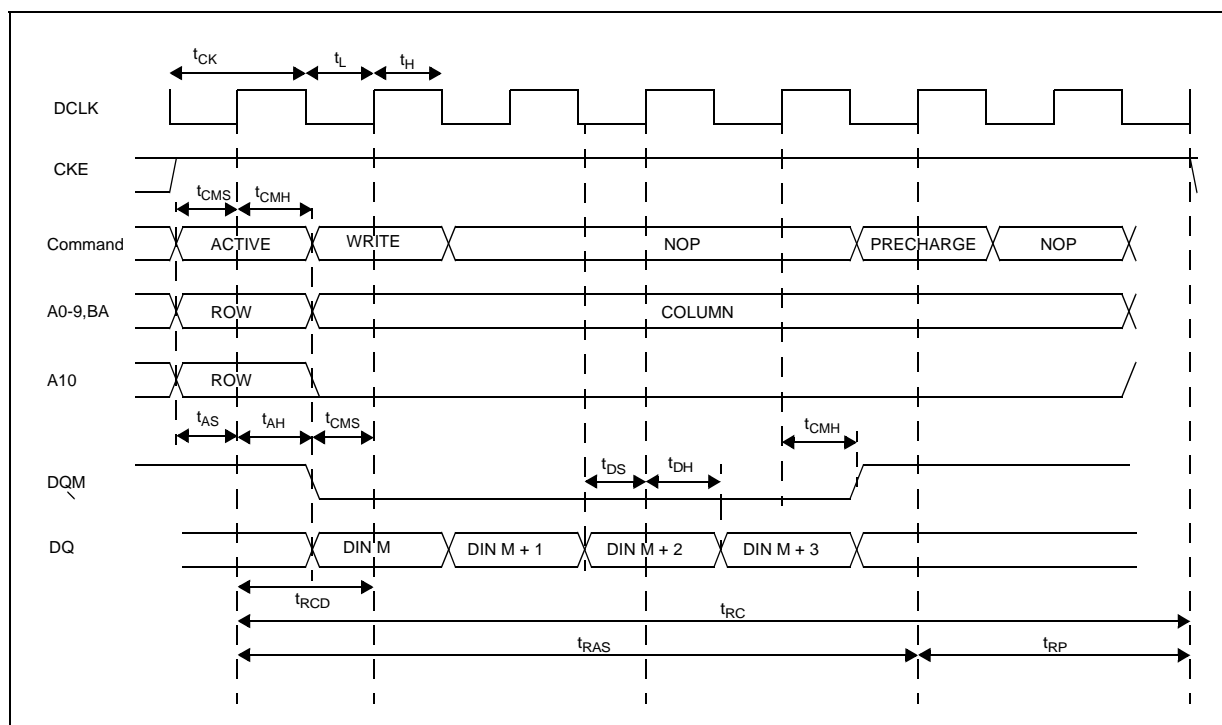 tCK tL tH
DCLK
CKE
tCMS tCMH
Command ACTIVE WRITE NOP PRECHARGE NOP
A0-9,BA ROW COLUMN
A10 ROW
tAS tAH tCMS tCMH
tDS tDH
DQM
DQ DIN M DIN M + 1 DIN M + 2 DIN M + 3
tRCD
tRC
tRAS tRP